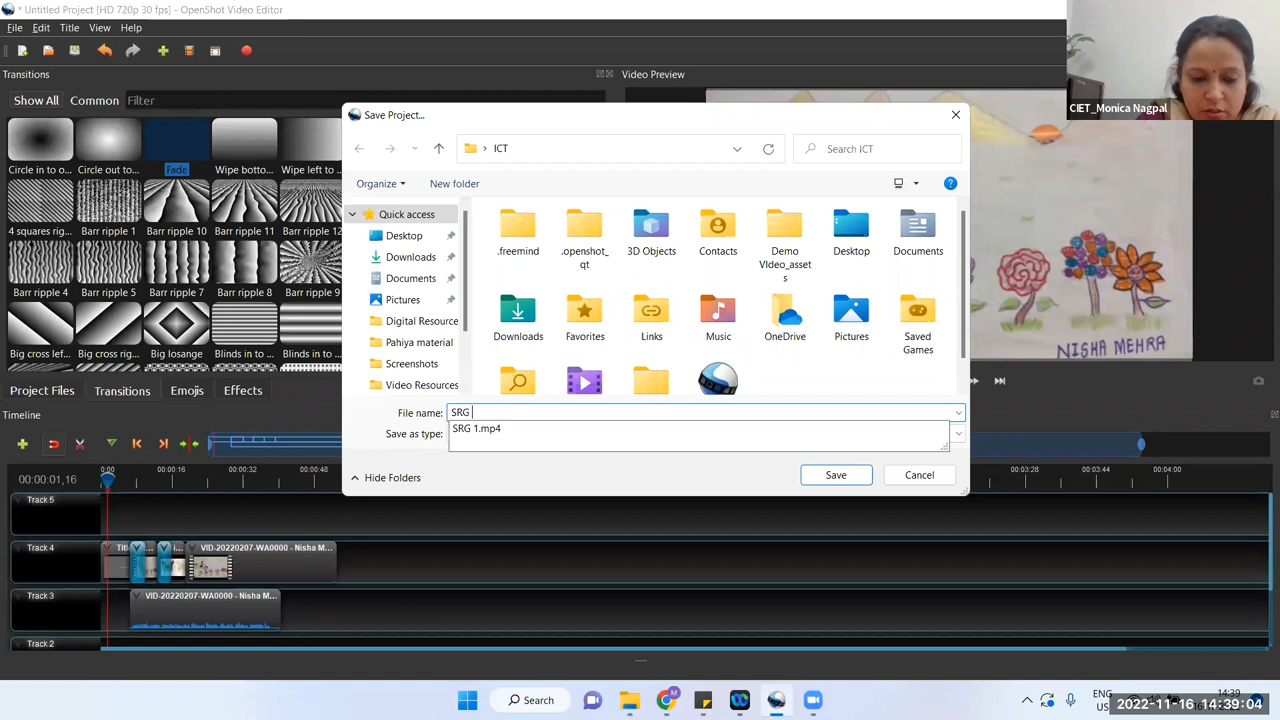 * Untitled Project [HD 720p 30 fps] - OpenShot Video Editor
File Edit Title View Help
Transitions
Video Preview
Show All Common Filter
Circle in to o... Circle out to... Fade Wipe botto... Wipe left to ...
4 squares rig... Barr ripple 1 Barr ripple 10 Barr ripple 11 Barr ripple 12
Barr ripple 4 Barr ripple 5 Barr ripple 7 Barr ripple 8 Barr ripple 9
Big cross lef... Big cross rig... Big losange Blinds in to ... Blinds in to ...
Project Files Transitions Emojis Effects
CIET_Monica Nagpal
NISHA MEHRA
Save Project...
ICT
Search ICT
Organize New folder
Quick access
Desktop
Downloads
Documents
Pictures
Digital Resource
Pahiya material
Screenshots
Video Resources
.freemind .openshot_qt 3D Objects Contacts Demo VIdeo_assets Desktop Documents
Downloads Favorites Links Music OneDrive Pictures Saved Games
File name: SRG
SRG 1.mp4
Save as type:
Hide Folders
Save Cancel
Timeline
00:00:01,16
0:00 00:00:16 00:00:32 00:00:48 00:03:28 00:03:44 00:04:00
Track 5
Track 4
Titl ... I... VID-20220207-WA0000 - Nisha M...
Track 3
VID-20220207-WA0000 - Nisha M...
Track 2
Search
M
ENG
US
14:39
2022-11-16 14:39:04